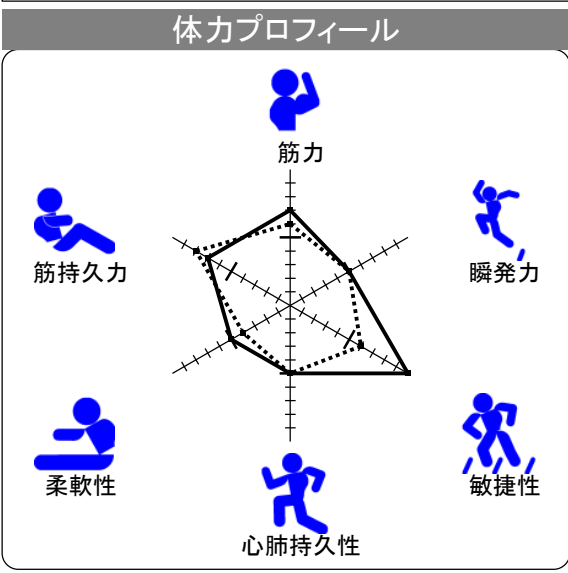 体力プロフィール
筋力
筋持久力
瞬発力
柔軟性
敏捷性
心肺持久性